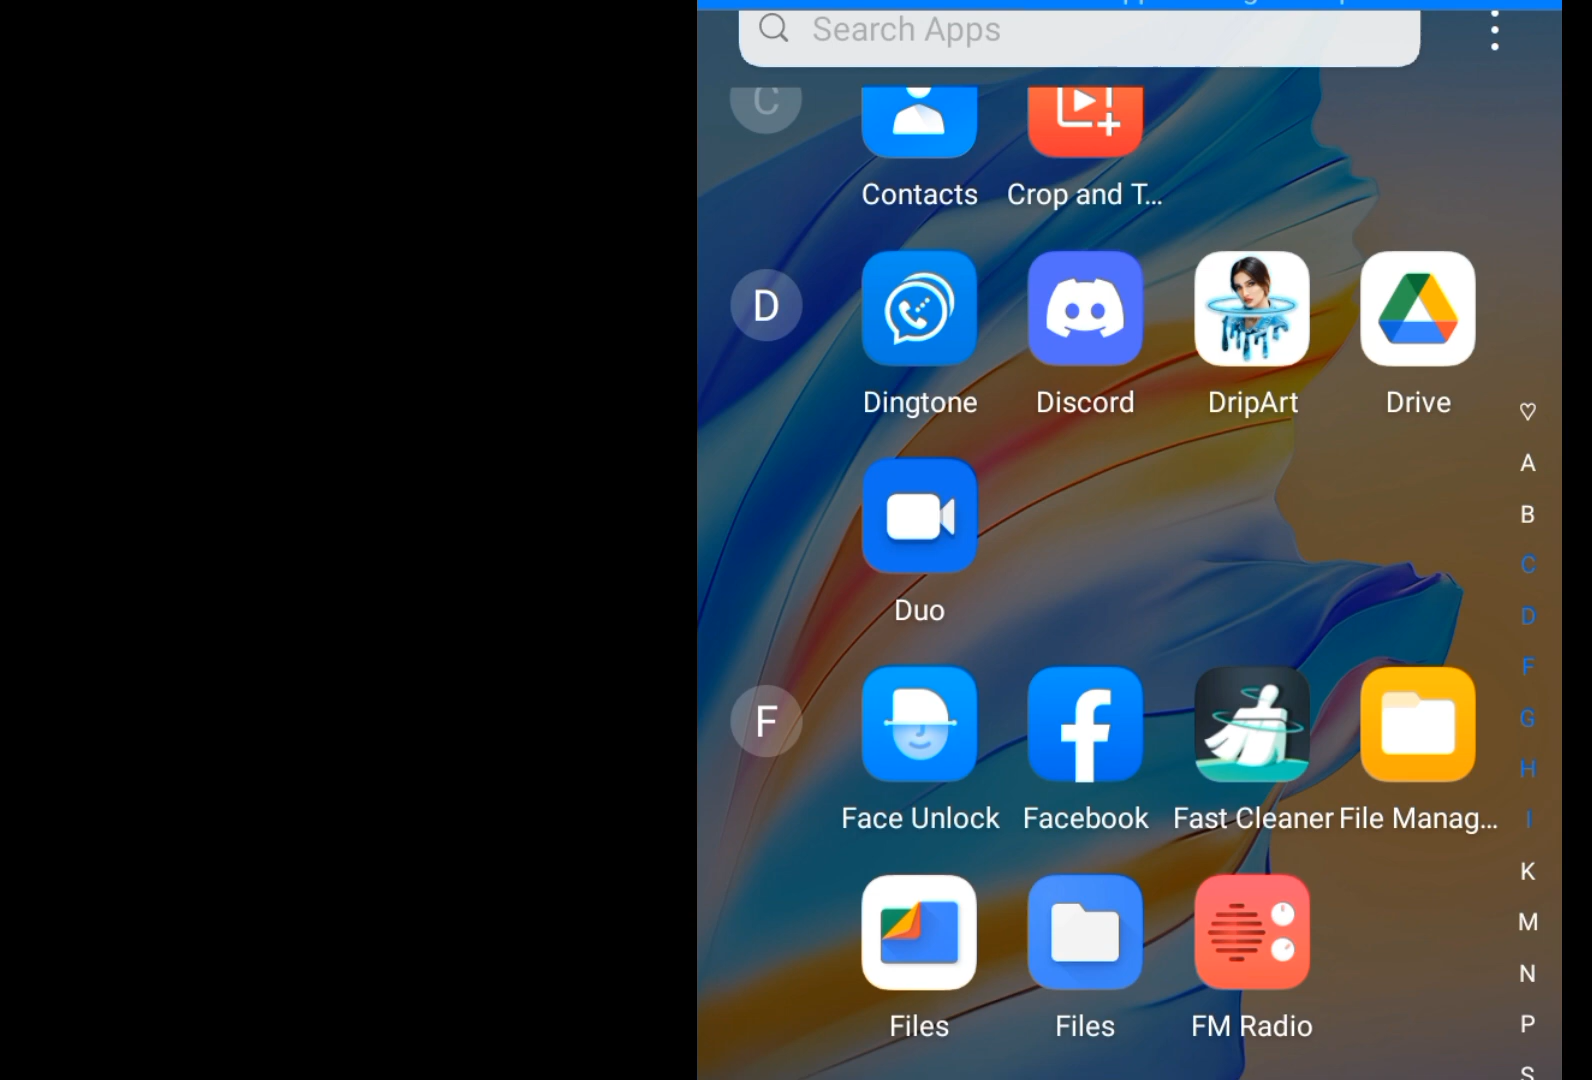 Search Apps
C
Contacts
Crop and T...
D
Dingtone
Discord
DripArt
Drive
Duo
F
Face Unlock
Facebook
Fast Cleaner
File Manag...
Files
Files
FM Radio
♡
A
B
C
D
F
G
H
I
K
M
N
P
S